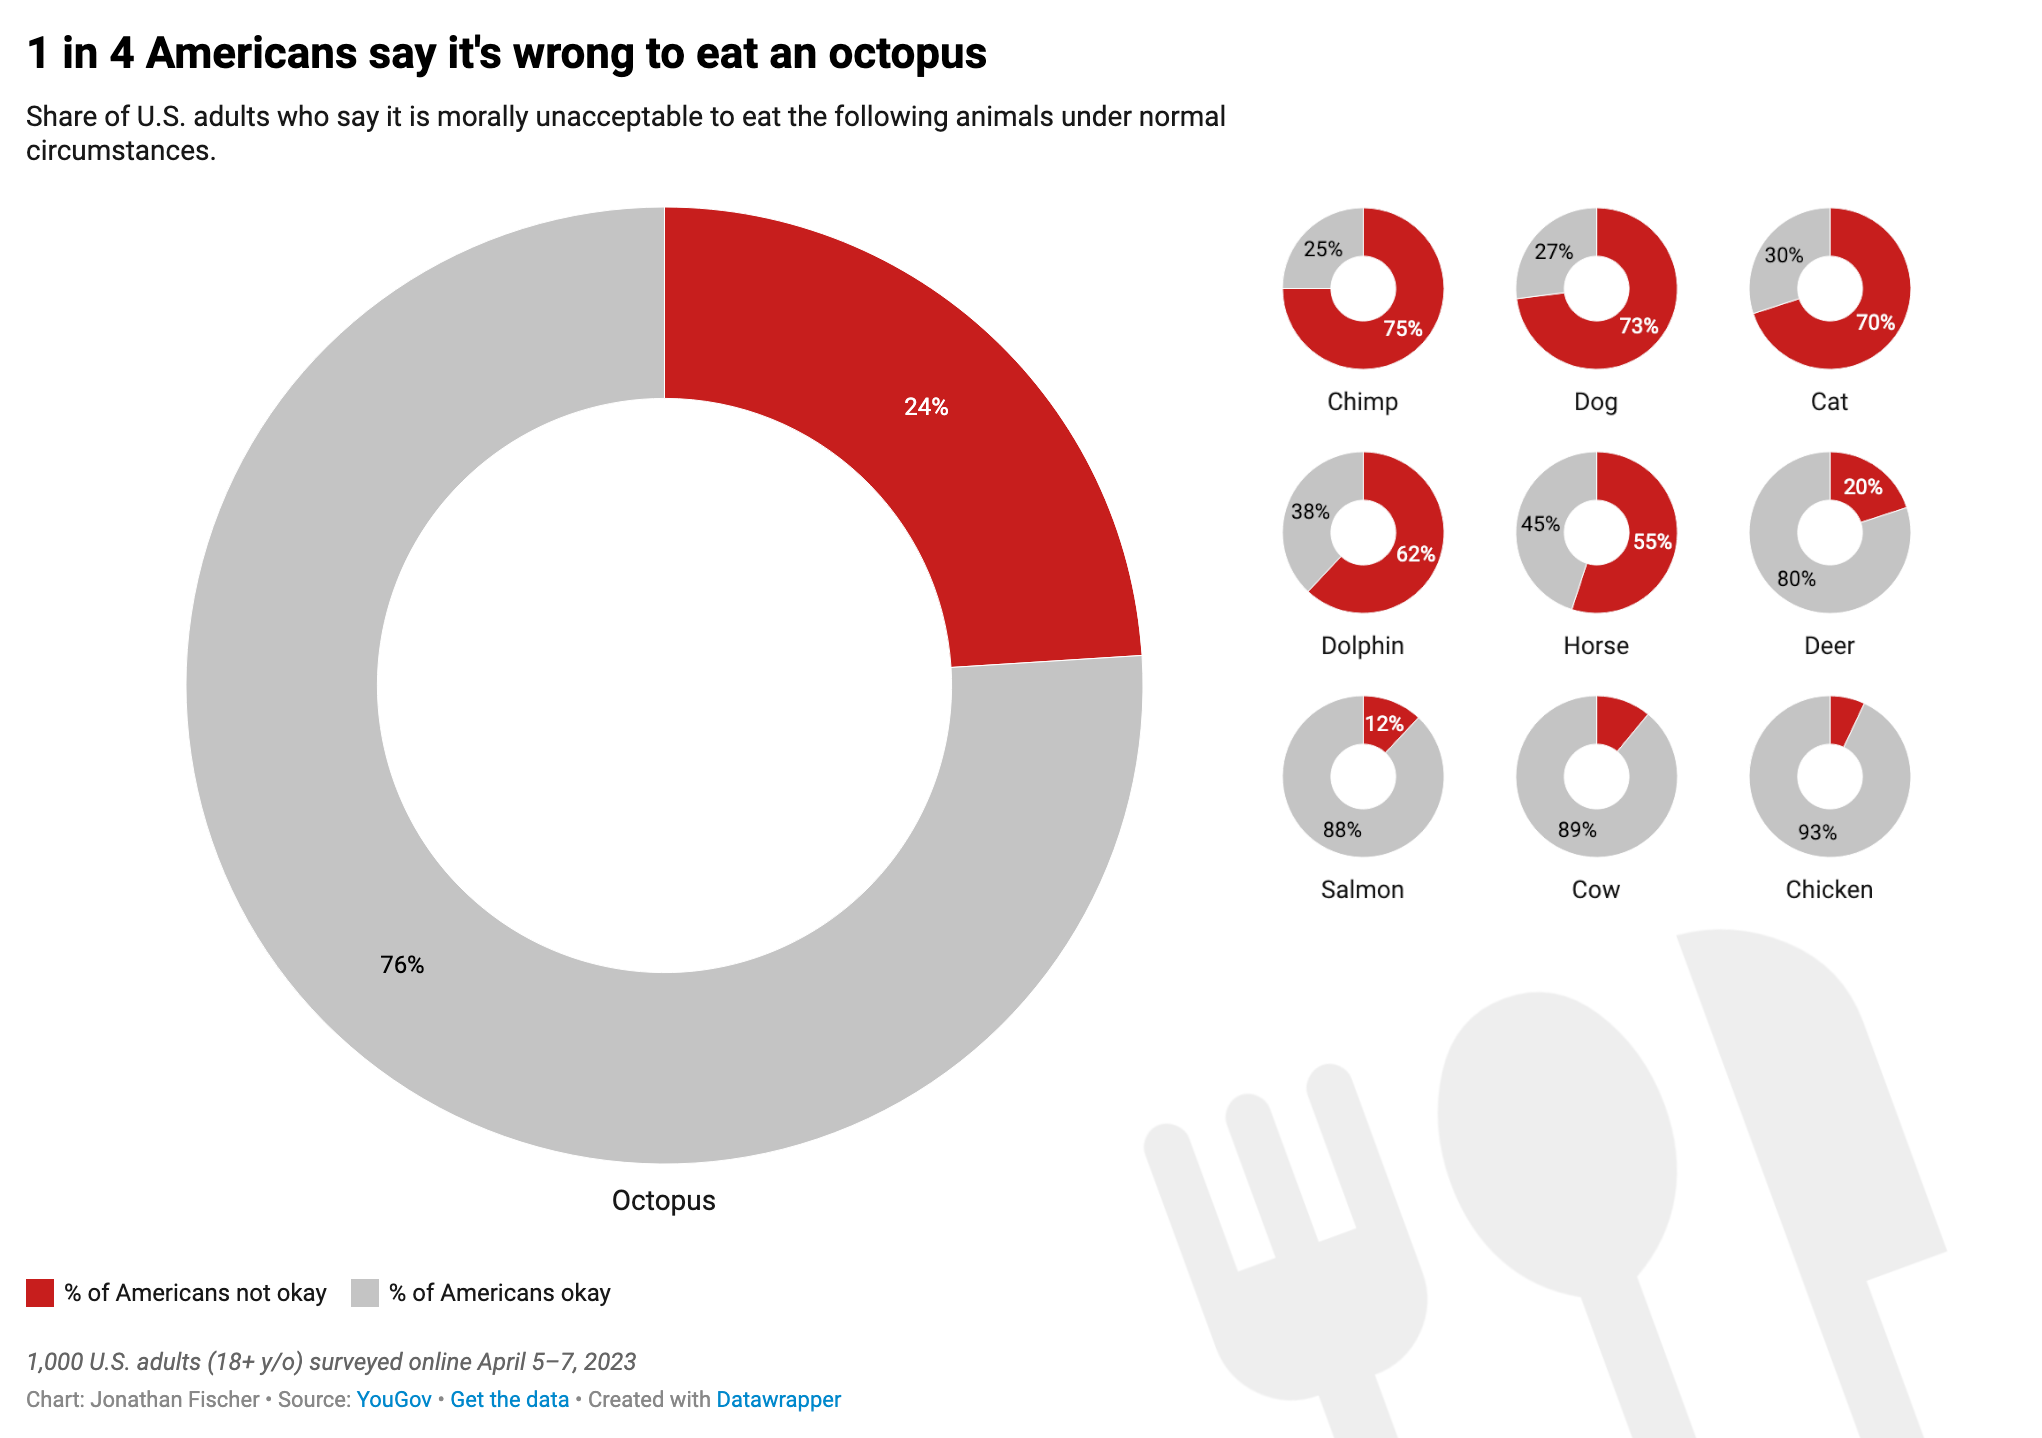 1 in 4 Americans say it's wrong to eat an octopus
Share of U.S. adults who say it is morally unacceptable to eat the following animals under normal
circumstances.
24%
76%
Octopus
25%
75%
Chimp
27%
73%
Dog
30%
70%
Cat
38%
62%
Dolphin
45%
55%
Horse
20%
80%
Deer
12%
88%
Salmon
89%
Cow
93%
Chicken
% of Americans not okay % of Americans okay
1,000 U.S. adults (18+ y/o) surveyed online April 5–7, 2023
Chart: Jonathan Fischer • Source: YouGov • Get the data • Created with Datawrapper